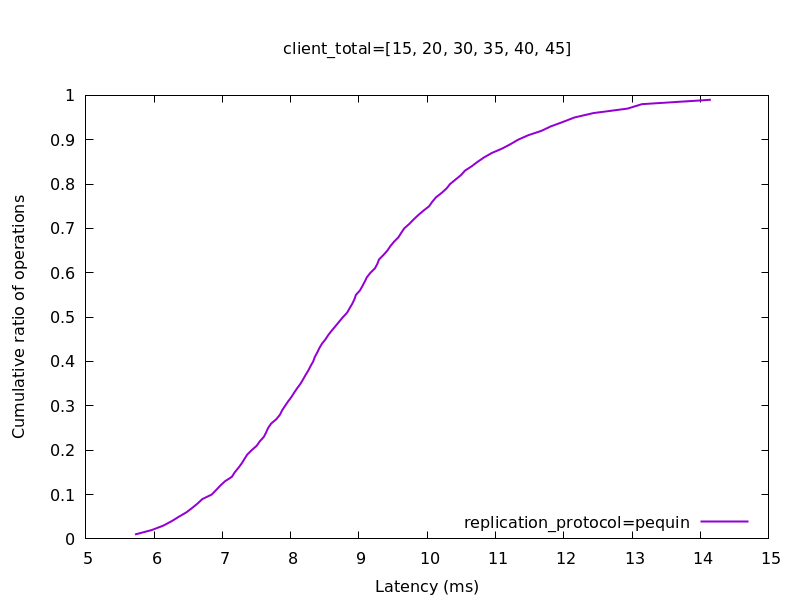 client_total=[15, 20, 30, 35, 40, 45]
1
0.9
0.8
0.7
0.6
0.5
0.4
0.3
0.2
0.1
0
Cumulative ratio of operations
replication_protocol=pequin
5 6 7 8 9 10 11 12 13 14 15
Latency (ms)